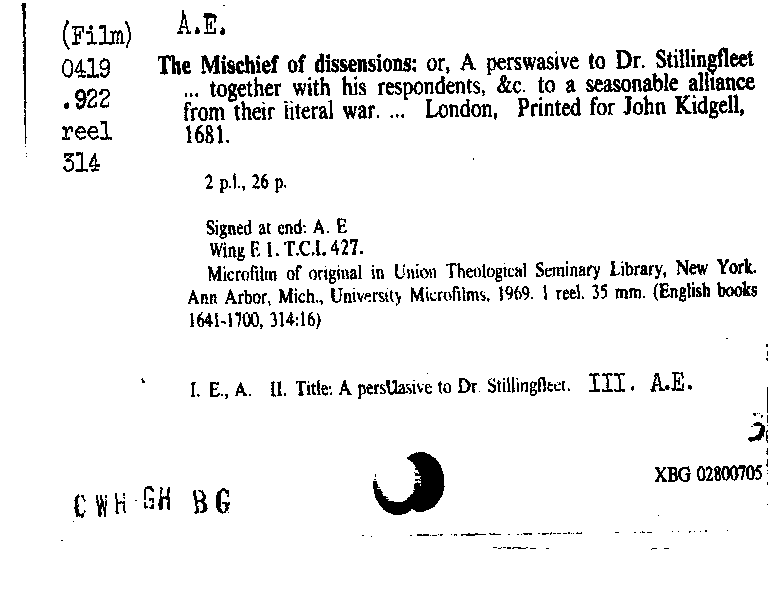 A.E.
(Film)
0419
.922
reel
314
The Mischief of dissensions: or, A perswasive to Dr. Stillingfleet
... together with his respondents, &c. to a seasonable alliance
from their literal war. ... London, Printed for John Kidgell,
1681.
2 p.l., 26 p.
Signed at end: A. E
Wing E 1. T.C.I. 427.
Microfilm of original in Union Theological Seminary Library, New York.
Ann Arbor, Mich., University Microfilms, 1969. 1 reel. 35 mm. (English books
1641-1700, 314:16)
I. E., A. II. Title: A persUasive to Dr. Stillingfleet. III. A.E.
XBG 02800705
CWH GH BG